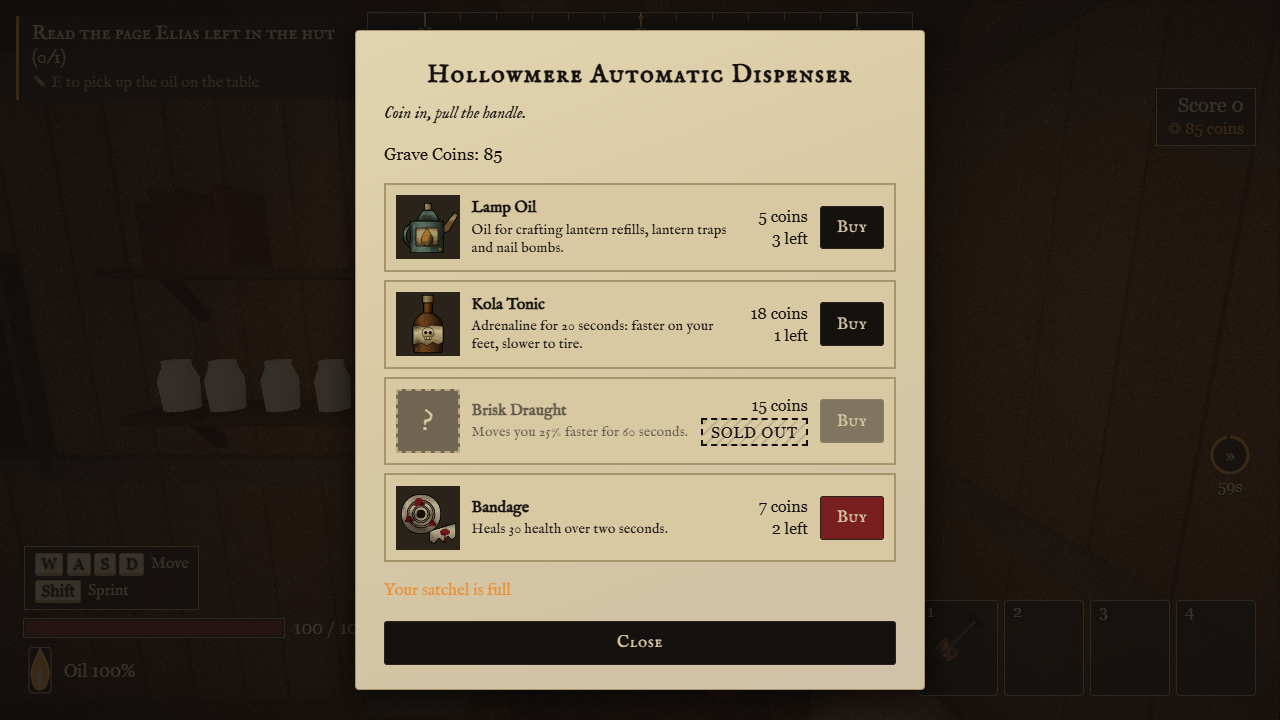 Read the page Elias left in the hut
(0/1)
E to pick up the oil on the table
Score 0
85 coins
Hollowmere Automatic Dispenser
Coin in, pull the handle.
Grave Coins: 85
Lamp Oil
Oil for crafting lantern refills, lantern traps
and nail bombs.
5 coins
3 left
Buy
Kola Tonic
Adrenaline for 20 seconds: faster on your
feet, slower to tire.
18 coins
1 left
Buy
?
Brisk Draught
Moves you 25% faster for 60 seconds.
15 coins
SOLD OUT
Buy
Bandage
Heals 30 health over two seconds.
7 coins
2 left
Buy
Your satchel is full
Close
»
59s
W A S D Move
Shift Sprint
100 / 10
Oil 100%
1 2 3 4